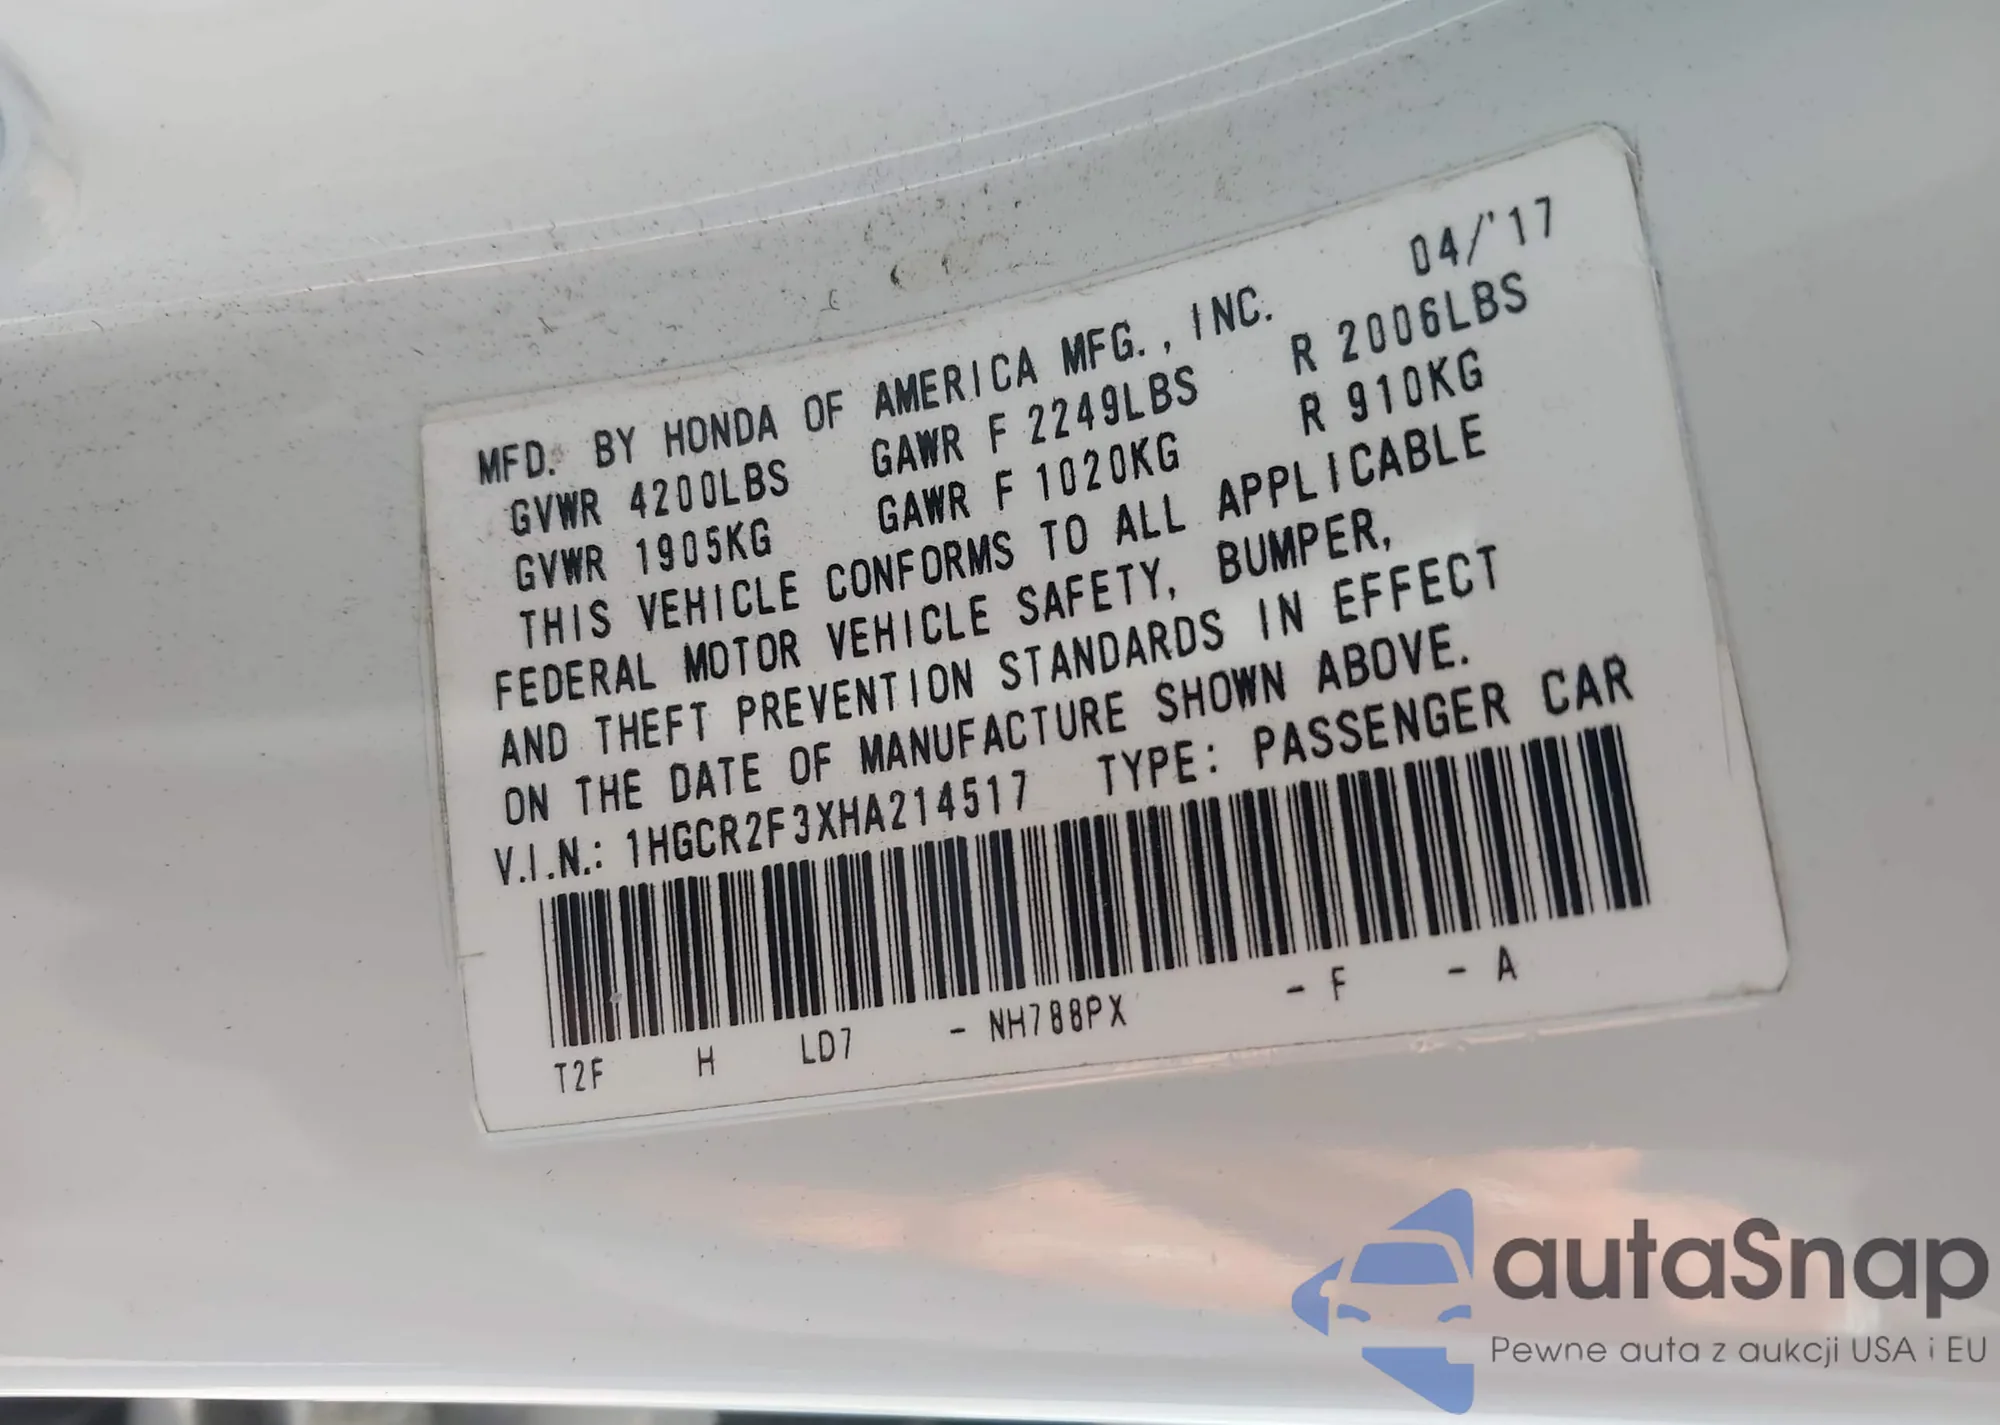 04/'17
MFD. BY HONDA OF AMERICA MFG., INC.
GVWR 4200LBS GAWR F 2249LBS R 2006LBS
GVWR 1905KG GAWR F 1020KG R 910KG
THIS VEHICLE CONFORMS TO ALL APPLICABLE
FEDERAL MOTOR VEHICLE SAFETY, BUMPER,
AND THEFT PREVENTION STANDARDS IN EFFECT
ON THE DATE OF MANUFACTURE SHOWN ABOVE.
V.I.N.: 1HGCR2F3XHA214517 TYPE: PASSENGER CAR
T2F H LD7 - NH788PX - F - A
autaSnap
Pewne auta z aukcji USA i EU